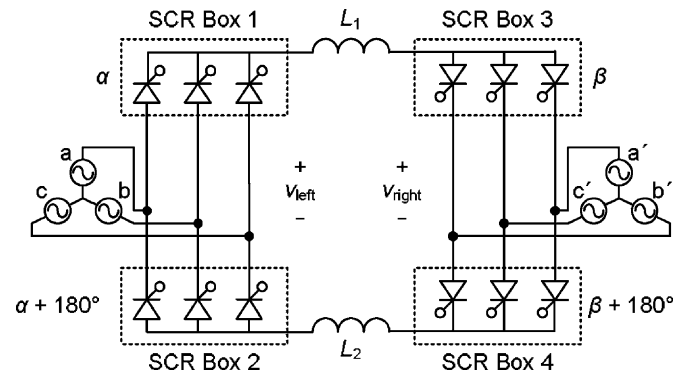 SCR Box 1
L1
SCR Box 3
α
β
a
c
b
+
vleft
−
+
vright
−
a′
c′
b′
α + 180°
β + 180°
SCR Box 2
L2
SCR Box 4